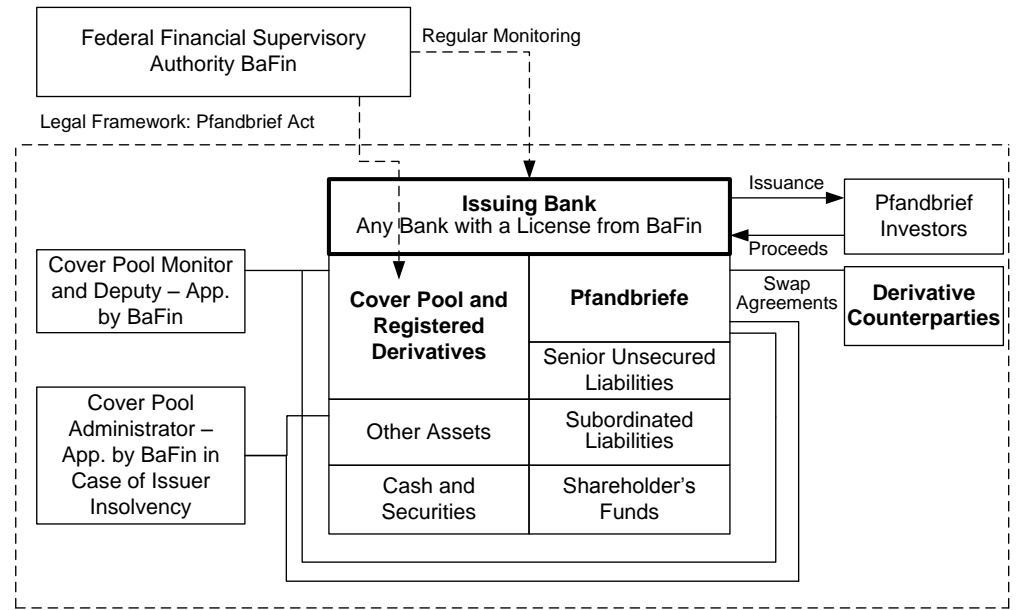 Federal Financial Supervisory
Authority BaFin
Regular Monitoring
Legal Framework: Pfandbrief Act
Issuing Bank
Any Bank with a License from BaFin
Issuance
Proceeds
Pfandbrief
Investors
Cover Pool Monitor
and Deputy – App.
by BaFin
Cover Pool and
Registered
Derivatives
Pfandbriefe
Swap
Agreements
Derivative
Counterparties
Senior Unsecured
Liabilities
Cover Pool
Administrator –
App. by BaFin in
Case of Issuer
Insolvency
Other Assets
Subordinated
Liabilities
Cash and
Securities
Shareholder’s
Funds